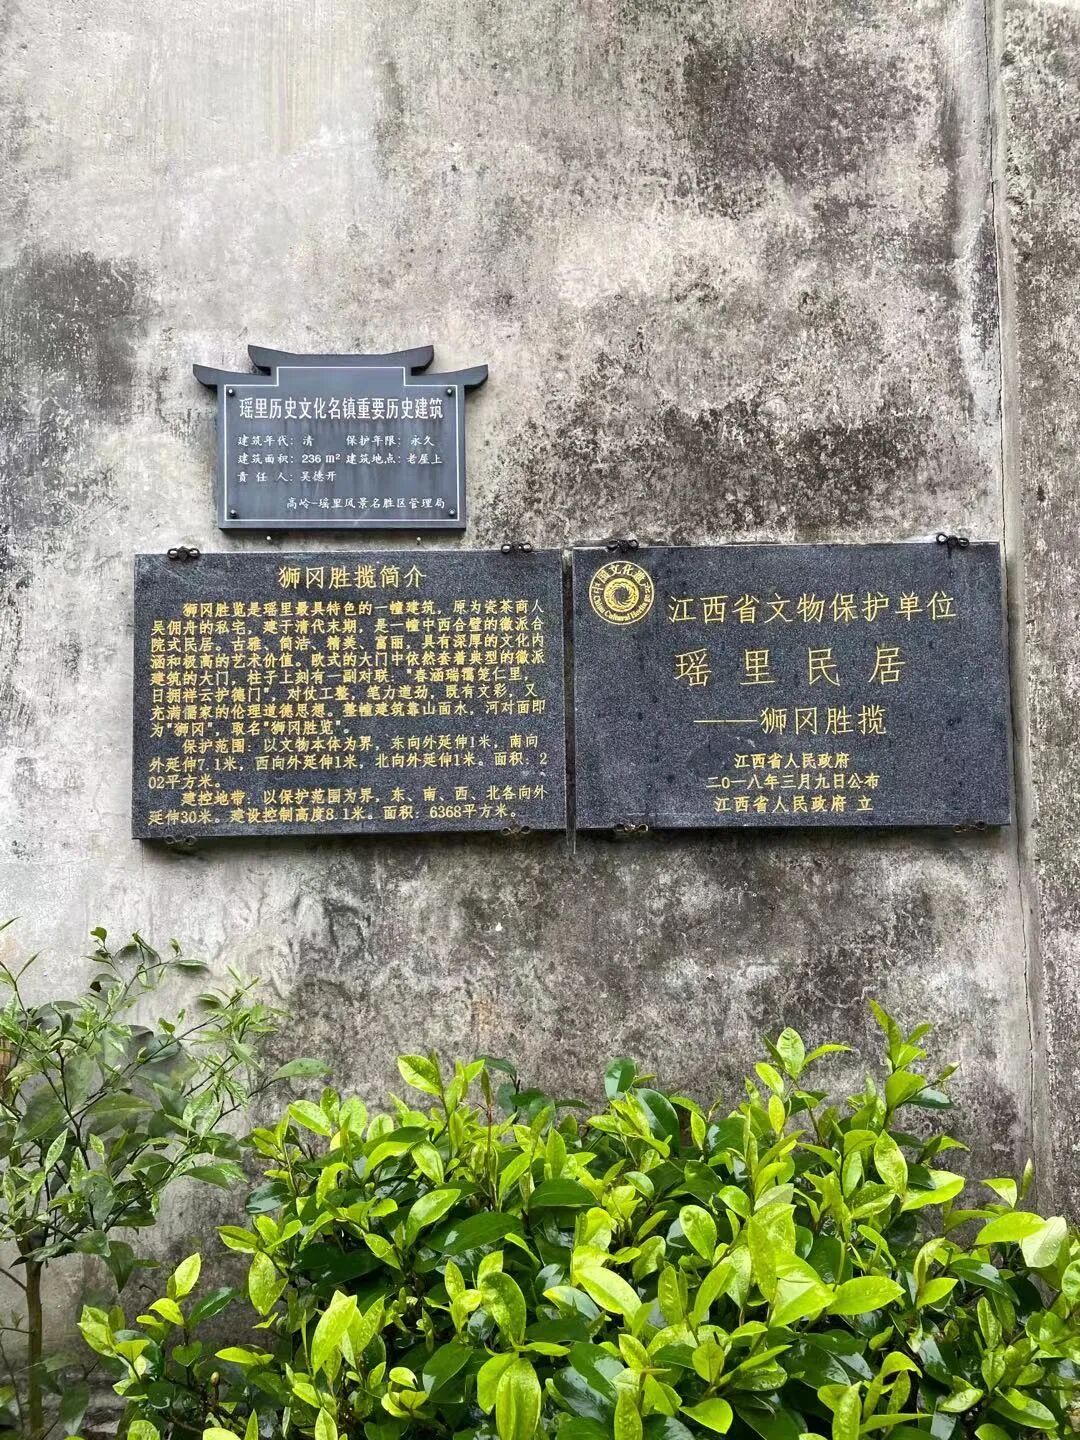 瑶里历史文化名镇重要历史建筑
建筑年代：清 保护年限：永久
建筑面积：236 m² 建筑地点：老屋上
责 任 人：吴德开
高岭-瑶里风景名胜区管理局
狮冈胜揽简介
狮冈胜览是瑶里最具特色的一幢建筑，原为瓷茶商人
吴佣舟的私宅，建于清代末期，是一幢中西合璧的徽派合
院式民居。古雅、简洁、精美、富丽，具有深厚的文化内
涵和极高的艺术价值。欧式的大门中依然套着典型的徽派
建筑的大门，柱子上刻有一副对联："春涵瑞霭笼仁里，
日拥祥云护德门"，对仗工整，笔力遒劲，既有文彩，又
充满儒家的伦理道德思想。整幢建筑靠山面水，河对面即
为"狮冈"，取名"狮冈胜览"。
保护范围：以文物本体为界，东向外延伸1米，南向
外延伸7.1米，西向外延伸1米，北向外延伸1米。面积：2
02平方米。
建控地带：以保护范围为界，东、南、西、北各向外
延伸30米。建设控制高度8.1米。面积：6368平方米。
中国文化遗产
China Cultural Heritage
江西省文物保护单位
瑶里民居
——狮冈胜揽
江西省人民政府
二〇一八年三月九日公布
江西省人民政府 立